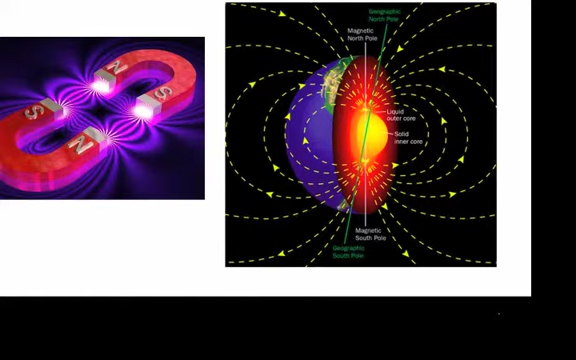 N
S
S
N
Geographic
North Pole
Magnetic
North Pole
Liquid
outer core
Solid
inner core
Magnetic
South Pole
Geographic
South Pole